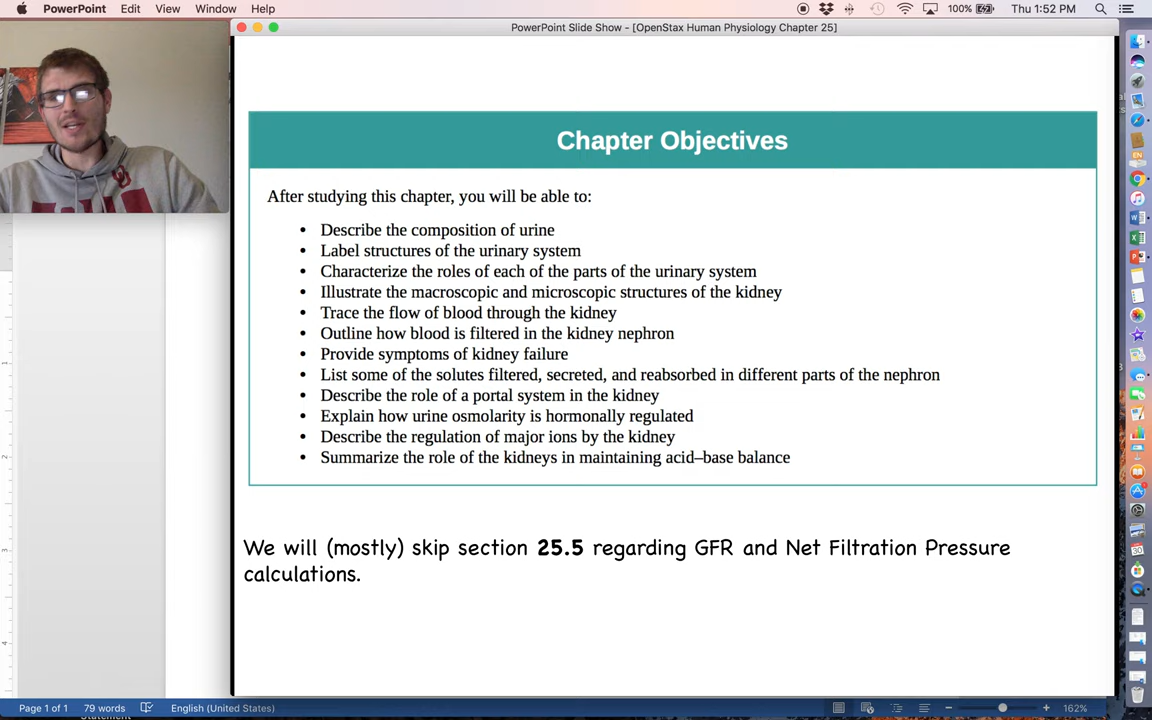 PowerPoint Edit View Window Help 100% Thu 1:52 PM
PowerPoint Slide Show - [OpenStax Human Physiology Chapter 25]
Chapter Objectives
After studying this chapter, you will be able to:
• Describe the composition of urine
• Label structures of the urinary system
• Characterize the roles of each of the parts of the urinary system
• Illustrate the macroscopic and microscopic structures of the kidney
• Trace the flow of blood through the kidney
• Outline how blood is filtered in the kidney nephron
• Provide symptoms of kidney failure
• List some of the solutes filtered, secreted, and reabsorbed in different parts of the nephron
• Describe the role of a portal system in the kidney
• Explain how urine osmolarity is hormonally regulated
• Describe the regulation of major ions by the kidney
• Summarize the role of the kidneys in maintaining acid–base balance
We will (mostly) skip section 25.5 regarding GFR and Net Filtration Pressure
calculations.
Page 1 of 1 79 words English (United States) 162%